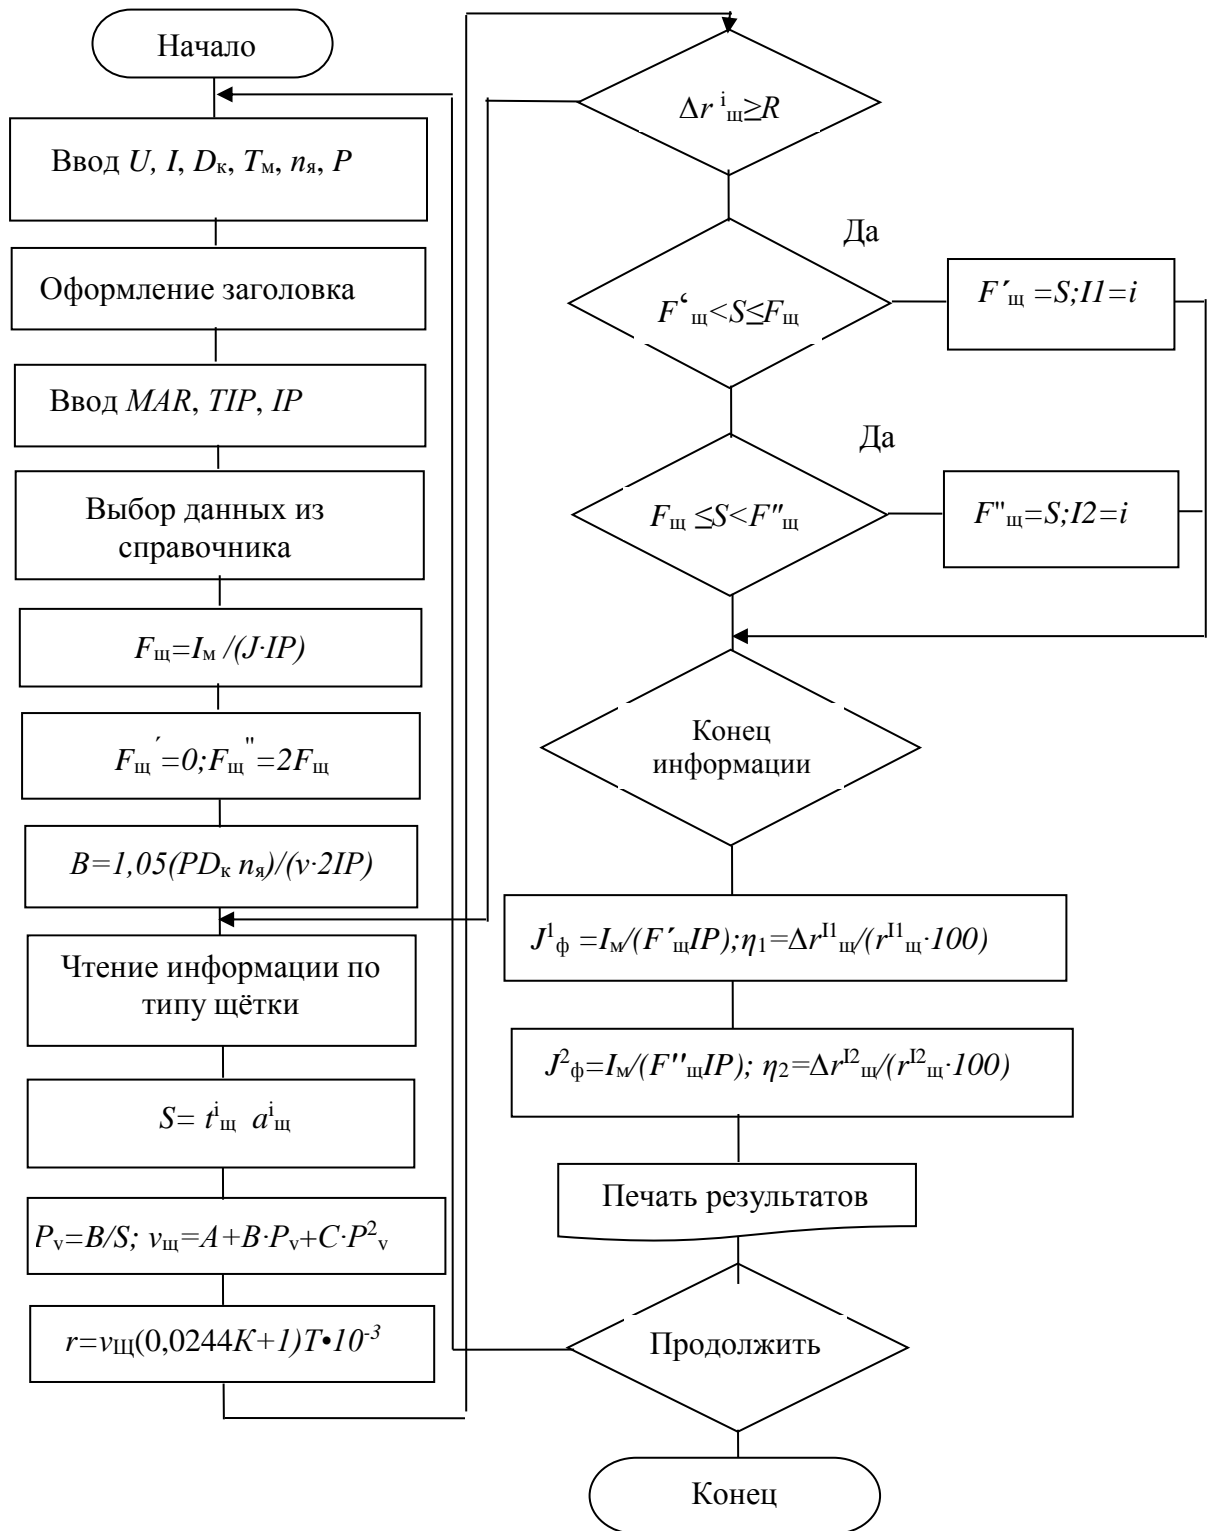 Начало
Ввод U, I, Dк, Tм, nя, P
Оформление заголовка
Ввод MAR, TIP, IP
Выбор данных из
справочника
Fщ=Iм /(J·IP)
Fщ´=0;Fщ"=2Fщ
B=1,05(PDк nя)/(v·2IP)
Чтение информации по
типу щётки
S= tⁱщ aⁱщ
Pv=B/S; vщ=A+B·Pv+C·P²v
r=vЩ(0,0244K+1)T•10⁻³
Δr ⁱщ≥R
Да
F‘щ<S≤Fщ
F´щ =S;I1=i
Да
Fщ ≤S<F"щ
F"щ=S;I2=i
Конец
информации
J¹ф =Iм/(F´щIP);η1=Δrᴵ¹щ/(rᴵ¹щ·100)
J²ф=Iм/(F''щIP); η2=Δrᴵ²щ/(rᴵ²щ·100)
Печать результатов
Продолжить
Конец